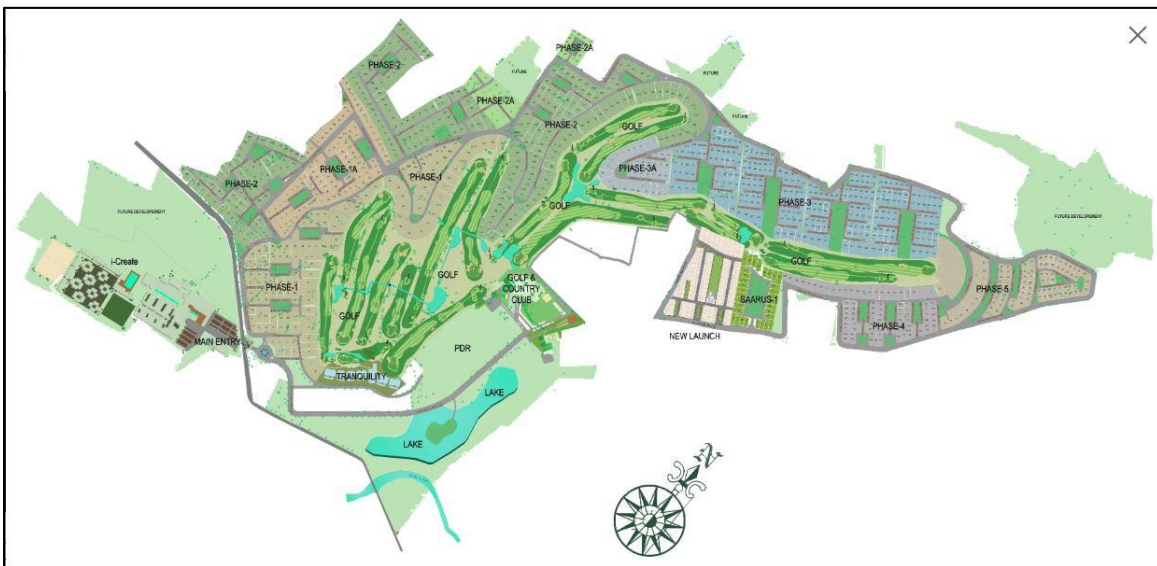 PHASE-2
PHASE-2A
FUTURE
FUTURE
PHASE-2A
FUTURE
PHASE-2
GOLF
PHASE-1A
PHASE-1
PHASE-3A
PHASE-2
PHASE-3
GOLF
FUTURE DEVELOPEMENT
FUTURE DEVELOPEMENT
i-Create
GOLF
GOLF
GOLF & COUNTRY CLUB
PHASE-1
PHASE-5
SAARUS-1
GOLF
PHASE-4
NEW LAUNCH
MAIN ENTRY
PDR
TRANQUILITY
LAKE
LAKE
N